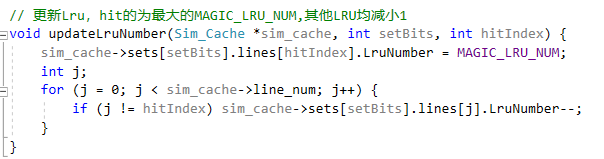 // 更新Lru, hit的为最大的MAGIC_LRU_NUM,其他LRU均减小1
void updateLruNumber(Sim_Cache *sim_cache, int setBits, int hitIndex) {
    sim_cache->sets[setBits].lines[hitIndex].LruNumber = MAGIC_LRU_NUM;
    int j;
    for (j = 0; j < sim_cache->line_num; j++) {
        if (j != hitIndex) sim_cache->sets[setBits].lines[j].LruNumber--;
    }
}